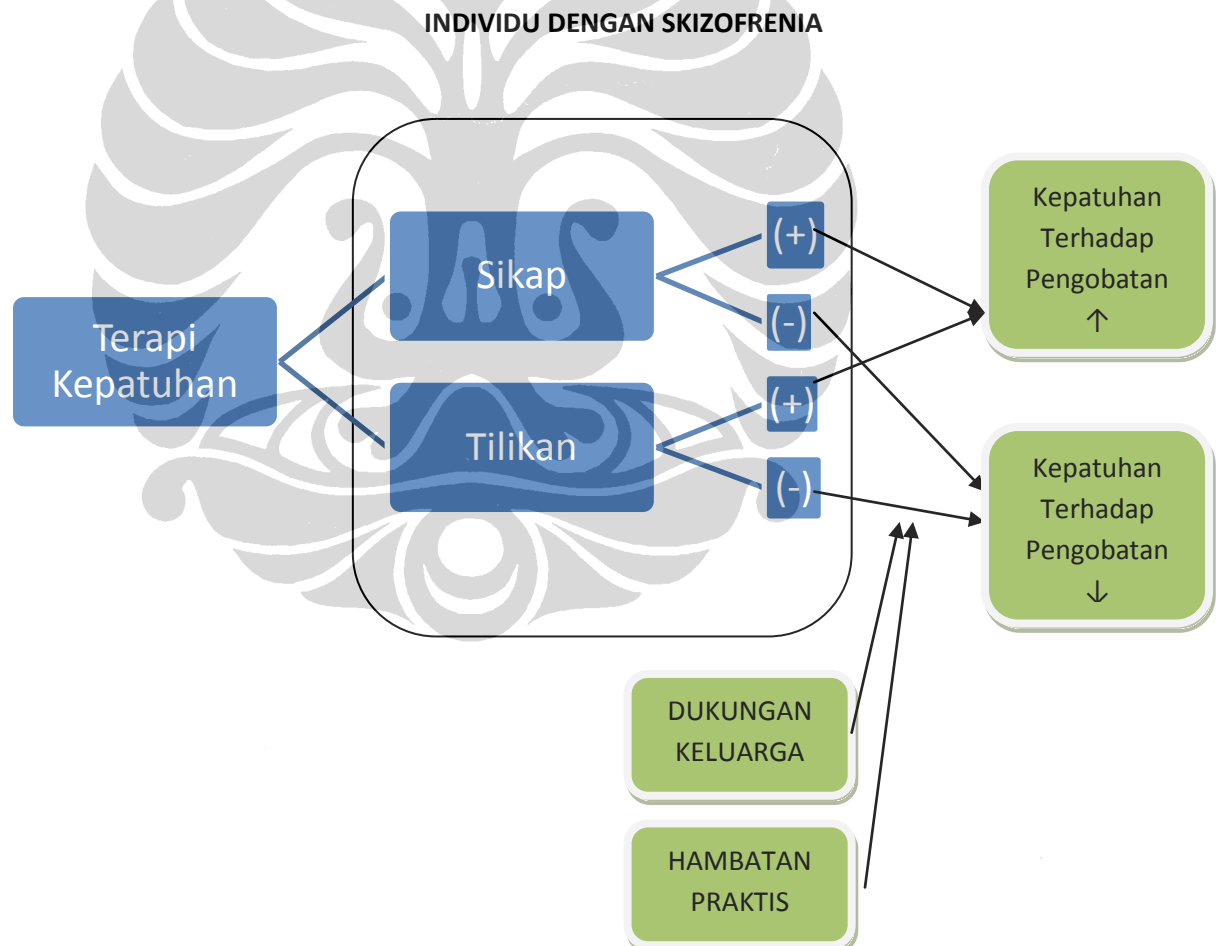 INDIVIDU DENGAN SKIZOFRENIA
Terapi
Kepatuhan
Sikap
Tilikan
(+)
(-)
(+)
(-)
Kepatuhan
Terhadap
Pengobatan
↑
Kepatuhan
Terhadap
Pengobatan
↓
DUKUNGAN
KELUARGA
HAMBATAN
PRAKTIS